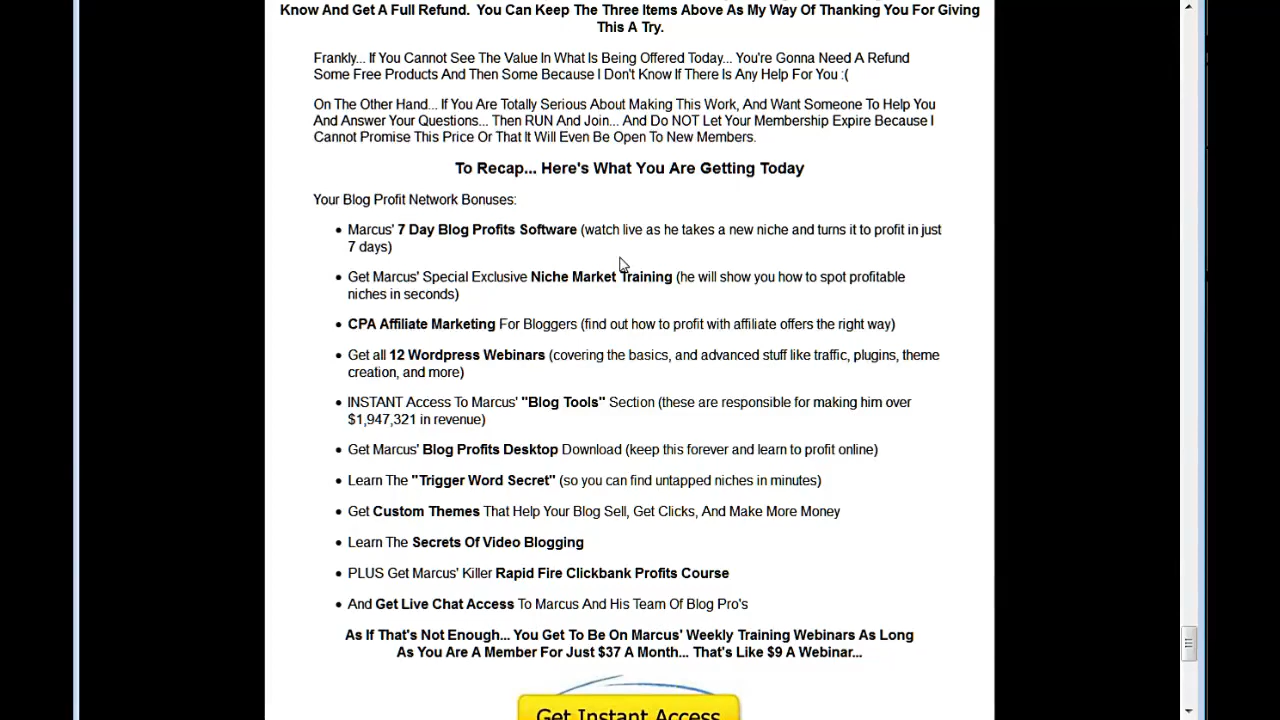 Know And Get A Full Refund.  You Can Keep The Three Items Above As My Way Of Thanking You For Giving
This A Try.
Frankly... If You Cannot See The Value In What Is Being Offered Today... You're Gonna Need A Refund
Some Free Products And Then Some Because I Don't Know If There Is Any Help For You :(
On The Other Hand... If You Are Totally Serious About Making This Work, And Want Someone To Help You
And Answer Your Questions... Then RUN And Join... And Do NOT Let Your Membership Expire Because I
Cannot Promise This Price Or That It Will Even Be Open To New Members.
To Recap... Here's What You Are Getting Today
Your Blog Profit Network Bonuses:
• Marcus' 7 Day Blog Profits Software (watch live as he takes a new niche and turns it to profit in just
7 days)
• Get Marcus' Special Exclusive Niche Market Training (he will show you how to spot profitable
niches in seconds)
• CPA Affiliate Marketing For Bloggers (find out how to profit with affiliate offers the right way)
• Get all 12 Wordpress Webinars (covering the basics, and advanced stuff like traffic, plugins, theme
creation, and more)
• INSTANT Access To Marcus' "Blog Tools" Section (these are responsible for making him over
$1,947,321 in revenue)
• Get Marcus' Blog Profits Desktop Download (keep this forever and learn to profit online)
• Learn The "Trigger Word Secret" (so you can find untapped niches in minutes)
• Get Custom Themes That Help Your Blog Sell, Get Clicks, And Make More Money
• Learn The Secrets Of Video Blogging
• PLUS Get Marcus' Killer Rapid Fire Clickbank Profits Course
• And Get Live Chat Access To Marcus And His Team Of Blog Pro's
As If That's Not Enough... You Get To Be On Marcus' Weekly Training Webinars As Long
As You Are A Member For Just $37 A Month... That's Like $9 A Webinar...
Get Instant Access